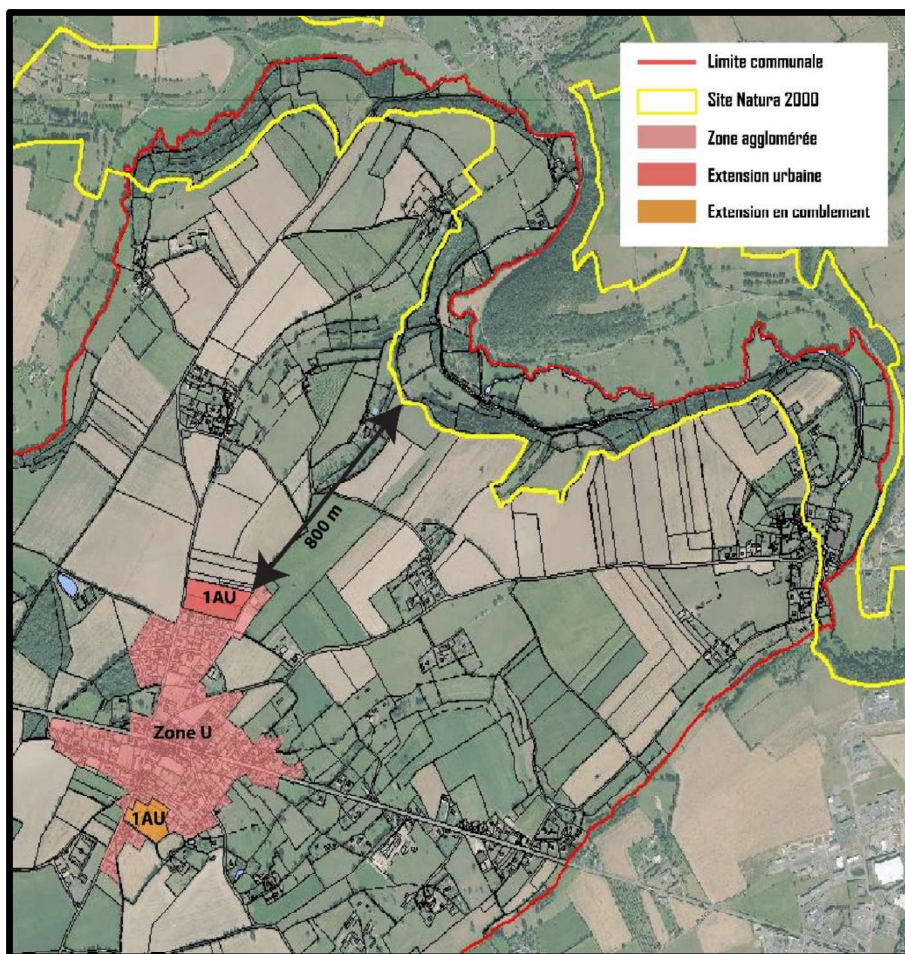 Limite communale
Site Natura 2000
Zone agglomérée
Extension urbaine
Extension en comblement
800 m
1AU
Zone U
1AU